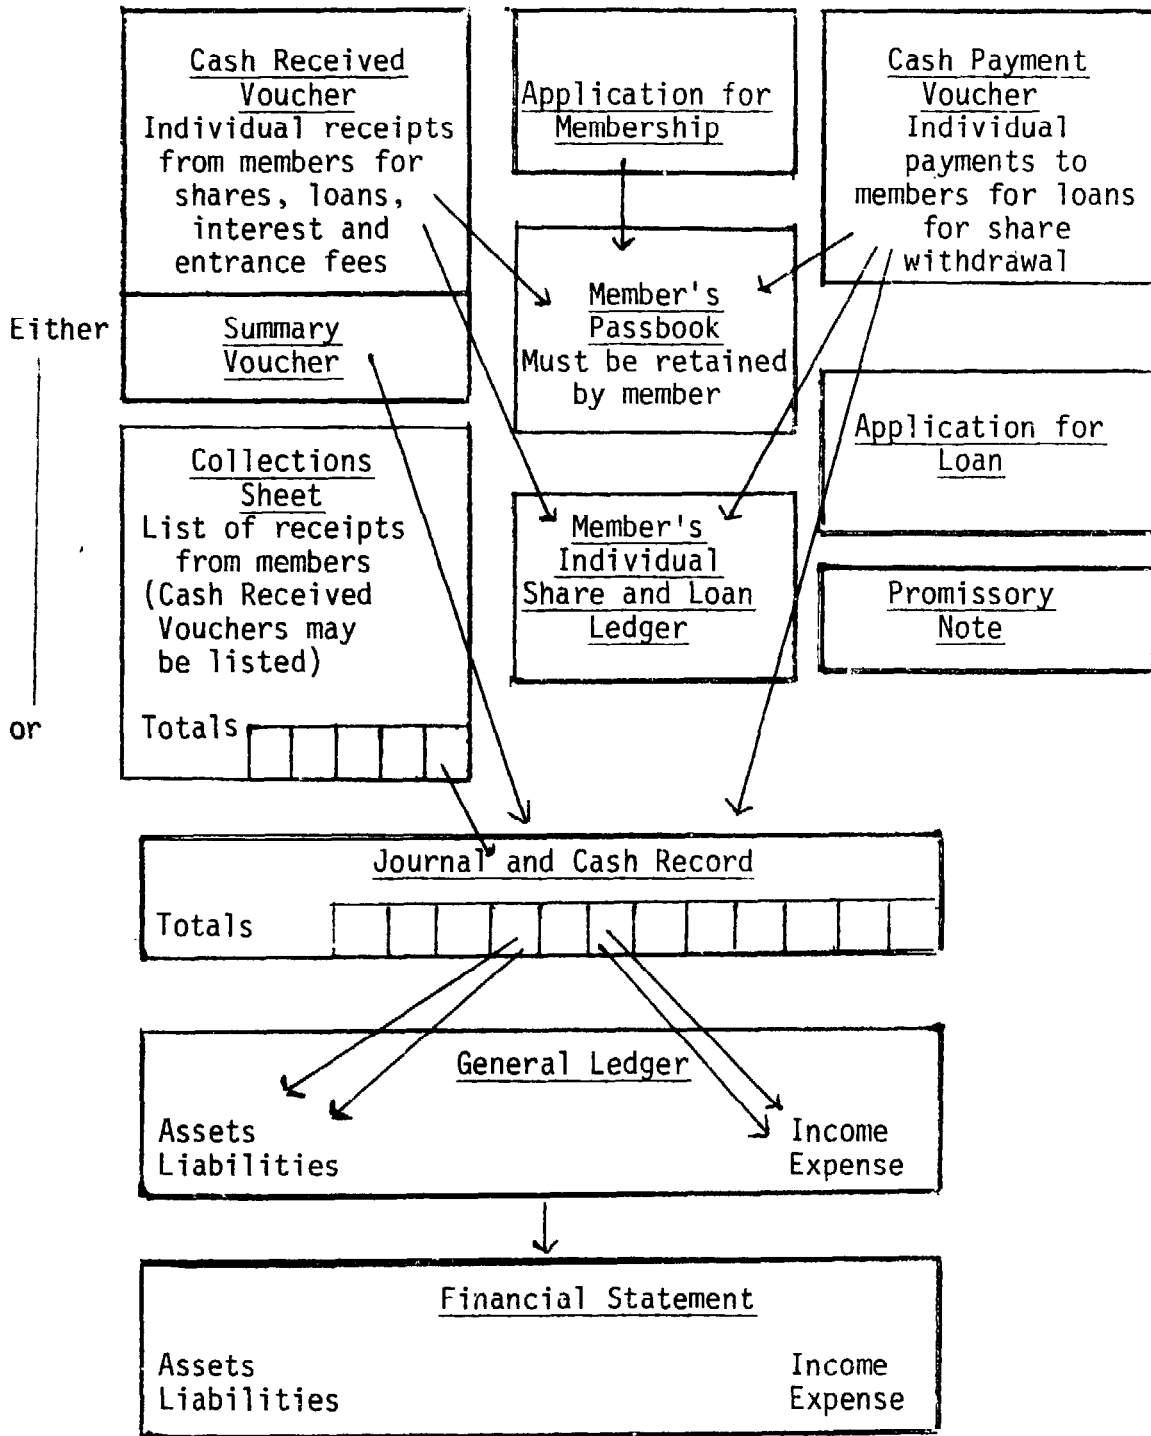 Cash Received
Voucher
Individual receipts
from members for
shares, loans,
interest and
entrance fees
Application for
Membership
Cash Payment
Voucher
Individual
payments to
members for loans
for share
withdrawal
Either
Summary
Voucher
Member's
Passbook
Must be retained
by member
Application for
Loan
Collections
Sheet
List of receipts
from members
(Cash Received
Vouchers may
be listed)
Totals
or
Member's
Individual
Share and Loan
Ledger
Promissory
Note
Journal and Cash Record
Totals
General Ledger
Assets
Liabilities
Income
Expense
Financial Statement
Assets
Liabilities
Income
Expense